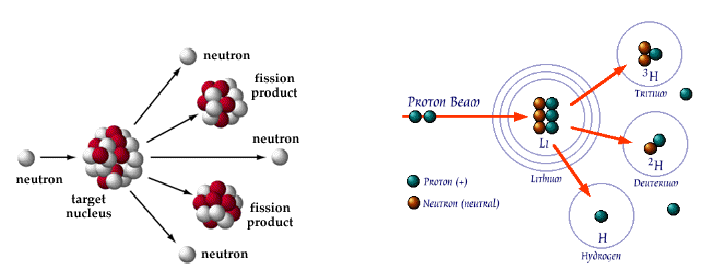 neutron
fission
product
neutron
neutron
target
nucleus
fission
product
neutron
PROTON BEAM
³H
TRITIUM
LI
LITHIUM
²H
DEUTERIUM
PROTON (+)
NEUTRON (NEUTRAL)
H
HYDROGEN